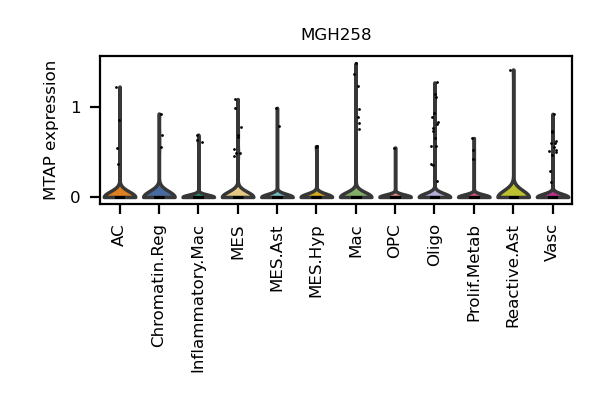 MGH258
MTAP expression
1
0
AC
Chromatin.Reg
Inflammatory.Mac
MES
MES.Ast
MES.Hyp
Mac
OPC
Oligo
Prolif.Metab
Reactive.Ast
Vasc